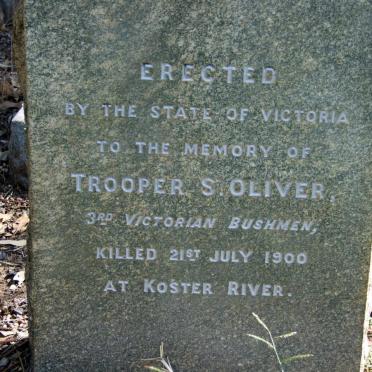 ERECTED
BY THE STATE OF VICTORIA
TO THE MEMORY OF
TROOPER S. OLIVER,
3RD VICTORIAN BUSHMEN,
KILLED 21ST JULY 1900
AT KOSTER RIVER.